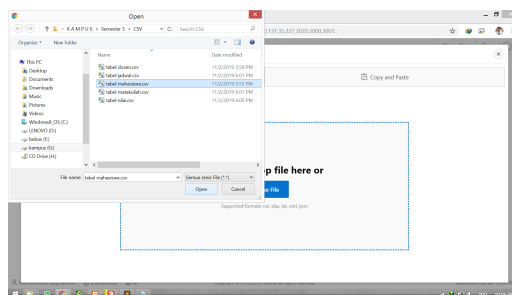 Open
« K A M P U S › Semester 3 › CSV
Search CSV
Organize
New folder
This PC
Desktop
Documents
Downloads
Music
Pictures
Videos
Windows8_OS (C:)
LENOVO (D:)
bebas (F:)
kampus (G:)
CD Drive (H:)
Name
Date modified
tabel dosen.csv
11/2/2019 5:58 PM
tabel jadwal.csv
11/2/2019 6:01 PM
tabel mahasiswa.csv
11/2/2019 5:55 PM
tabel matakuliah.csv
11/2/2019 6:01 PM
tabel nilai.csv
11/2/2019 6:00 PM
File name:
tabel mahasiswa.csv
Semua Jenis File (*.*)
Open
Cancel
Copy and Paste
p file here or
e File
Supported formats: csv, xlsx, txt, xml, json